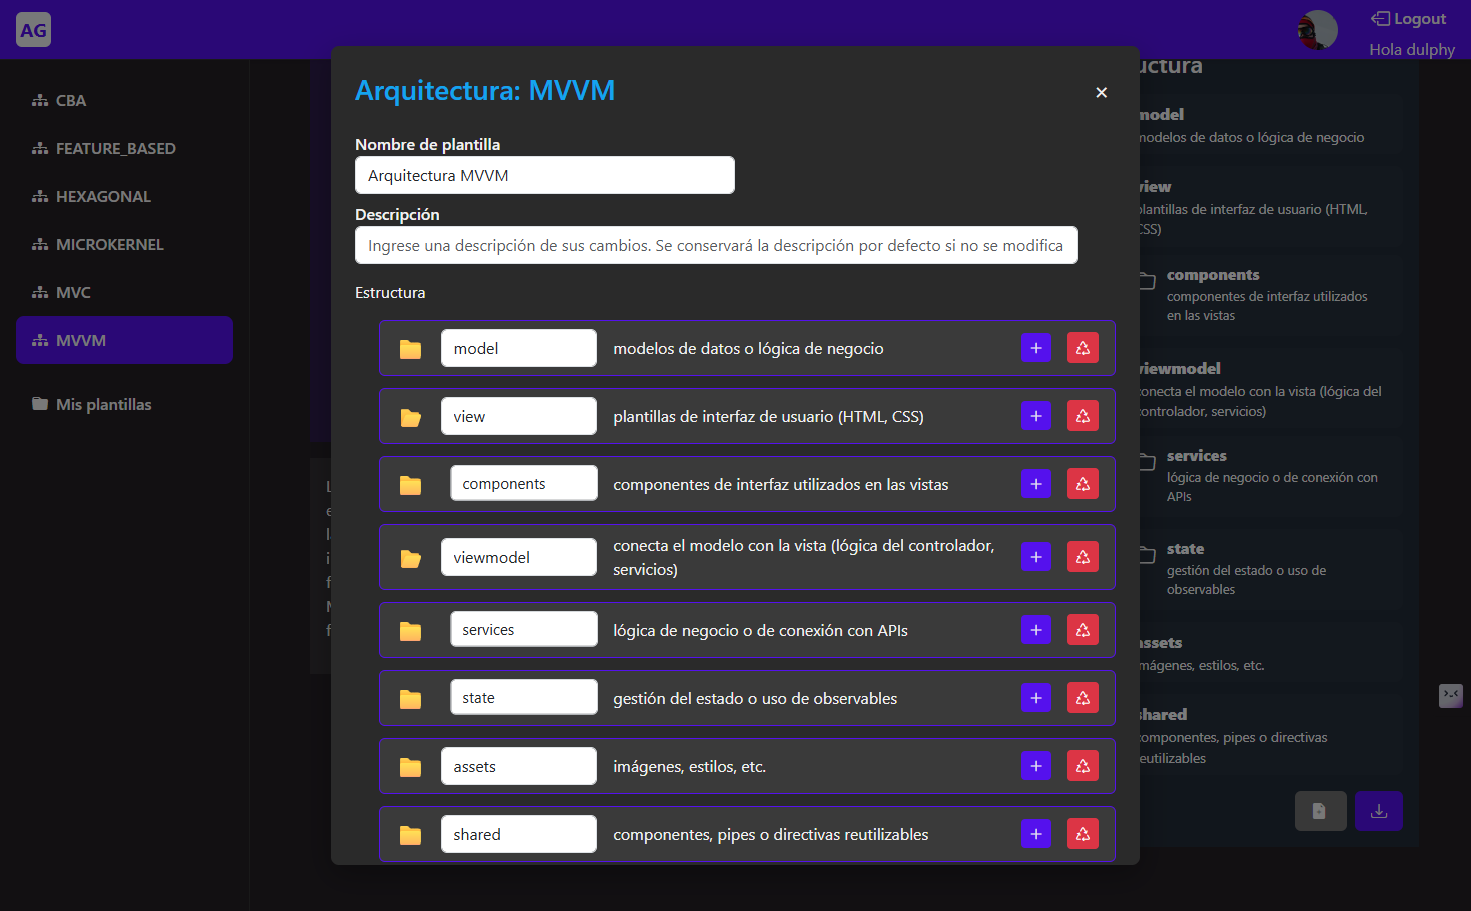 AG
Logout
Hola dulphy
CBA
FEATURE_BASED
HEXAGONAL
MICROKERNEL
MVC
MVVM
Mis plantillas
Arquitectura: MVVM
×
Nombre de plantilla
Arquitectura MVVM
Descripción
Ingrese una descripción de sus cambios. Se conservará la descripción por defecto si no se modifica
Estructura
model
modelos de datos o lógica de negocio
view
plantillas de interfaz de usuario (HTML, CSS)
components
componentes de interfaz utilizados en las vistas
viewmodel
conecta el modelo con la vista (lógica del controlador,
servicios)
services
lógica de negocio o de conexión con APIs
state
gestión del estado o uso de observables
assets
imágenes, estilos, etc.
shared
componentes, pipes o directivas reutilizables
uctura
model
modelos de datos o lógica de negocio
view
plantillas de interfaz de usuario (HTML,
CSS)
components
componentes de interfaz utilizados
en las vistas
viewmodel
conecta el modelo con la vista (lógica del
controlador, servicios)
services
lógica de negocio o de conexión con
APIs
state
gestión del estado o uso de
observables
assets
imágenes, estilos, etc.
shared
componentes, pipes o directivas
reutilizables